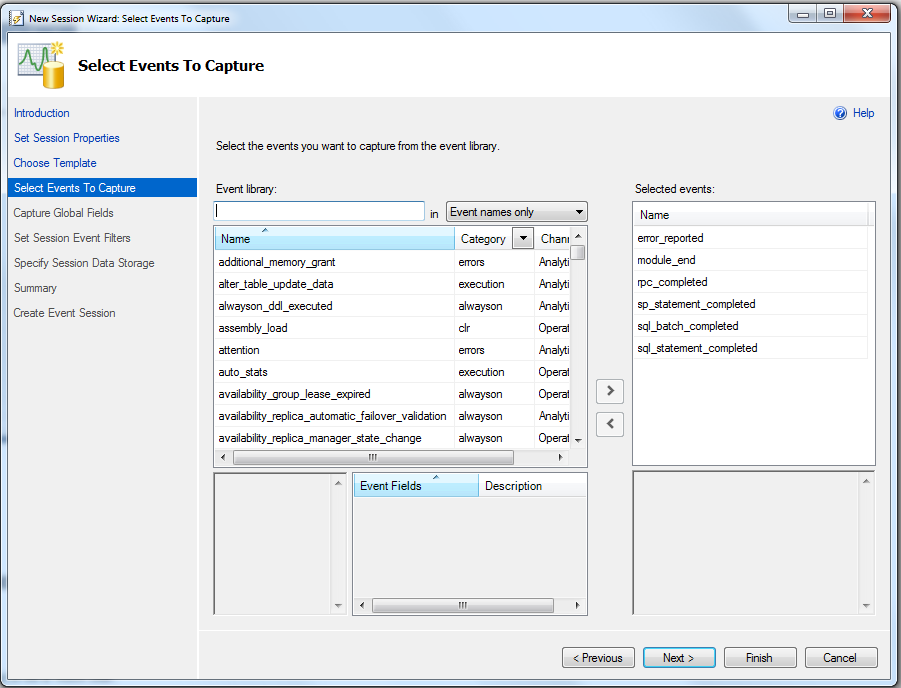 New Session Wizard: Select Events To Capture
Select Events To Capture
Introduction
Set Session Properties
Choose Template
Select Events To Capture
Capture Global Fields
Set Session Event Filters
Specify Session Data Storage
Summary
Create Event Session
Help
Select the events you want to capture from the event library.
Event library:
in Event names only
Name Category Chann
additional_memory_grant errors Analyti
alter_table_update_data execution Operat
alwayson_ddl_executed alwayson Analyti
assembly_load clr Operat
attention errors Analyti
auto_stats execution Operat
availability_group_lease_expired alwayson Operat
availability_replica_automatic_failover_validation alwayson Analyti
availability_replica_manager_state_change alwayson Operat
Event Fields Description
Selected events:
Name
error_reported
module_end
rpc_completed
sp_statement_completed
sql_batch_completed
sql_statement_completed
< Previous
Next >
Finish
Cancel